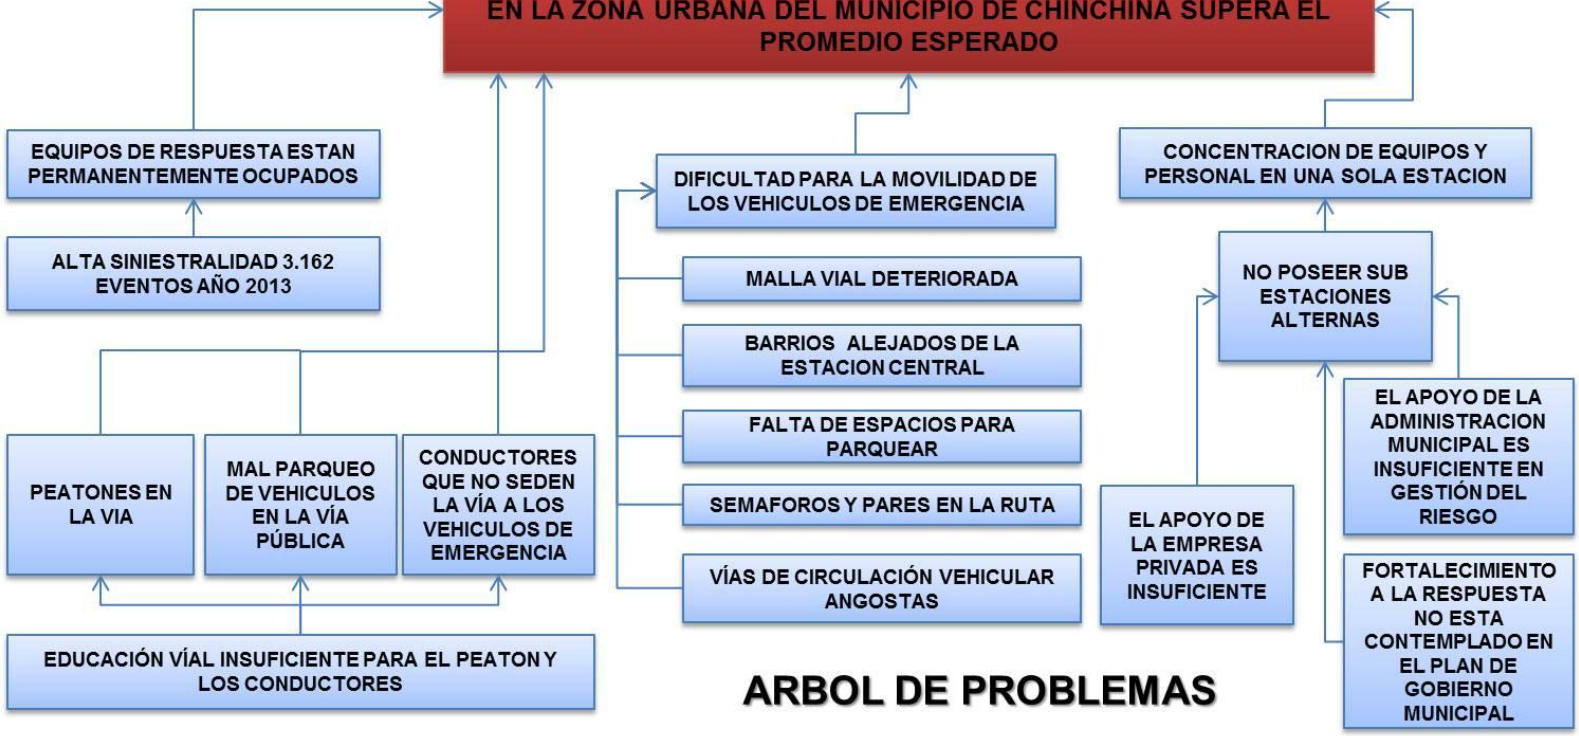 EN LA ZONA URBANA DEL MUNICIPIO DE CHINCHINA SUPERA EL
PROMEDIO ESPERADO
EQUIPOS DE RESPUESTA ESTAN
PERMANENTEMENTE OCUPADOS
ALTA SINIESTRALIDAD 3.162
EVENTOS AÑO 2013
PEATONES EN
LA VIA
MAL PARQUEO
DE VEHICULOS
EN LA VÍA
PÚBLICA
CONDUCTORES
QUE NO SEDEN
LA VÍA A LOS
VEHICULOS DE
EMERGENCIA
EDUCACIÓN VÍAL INSUFICIENTE PARA EL PEATON Y
LOS CONDUCTORES
DIFICULTAD PARA LA MOVILIDAD DE
LOS VEHICULOS DE EMERGENCIA
MALLA VIAL DETERIORADA
BARRIOS ALEJADOS DE LA
ESTACION CENTRAL
FALTA DE ESPACIOS PARA
PARQUEAR
SEMAFOROS Y PARES EN LA RUTA
VÍAS DE CIRCULACIÓN VEHICULAR
ANGOSTAS
CONCENTRACION DE EQUIPOS Y
PERSONAL EN UNA SOLA ESTACION
NO POSEER SUB
ESTACIONES
ALTERNAS
EL APOYO DE
LA EMPRESA
PRIVADA ES
INSUFICIENTE
EL APOYO DE LA
ADMINISTRACION
MUNICIPAL ES
INSUFICIENTE EN
GESTIÓN DEL
RIESGO
FORTALECIMIENTO
A LA RESPUESTA
NO ESTA
CONTEMPLADO EN
EL PLAN DE
GOBIERNO
MUNICIPAL
ARBOL DE PROBLEMAS